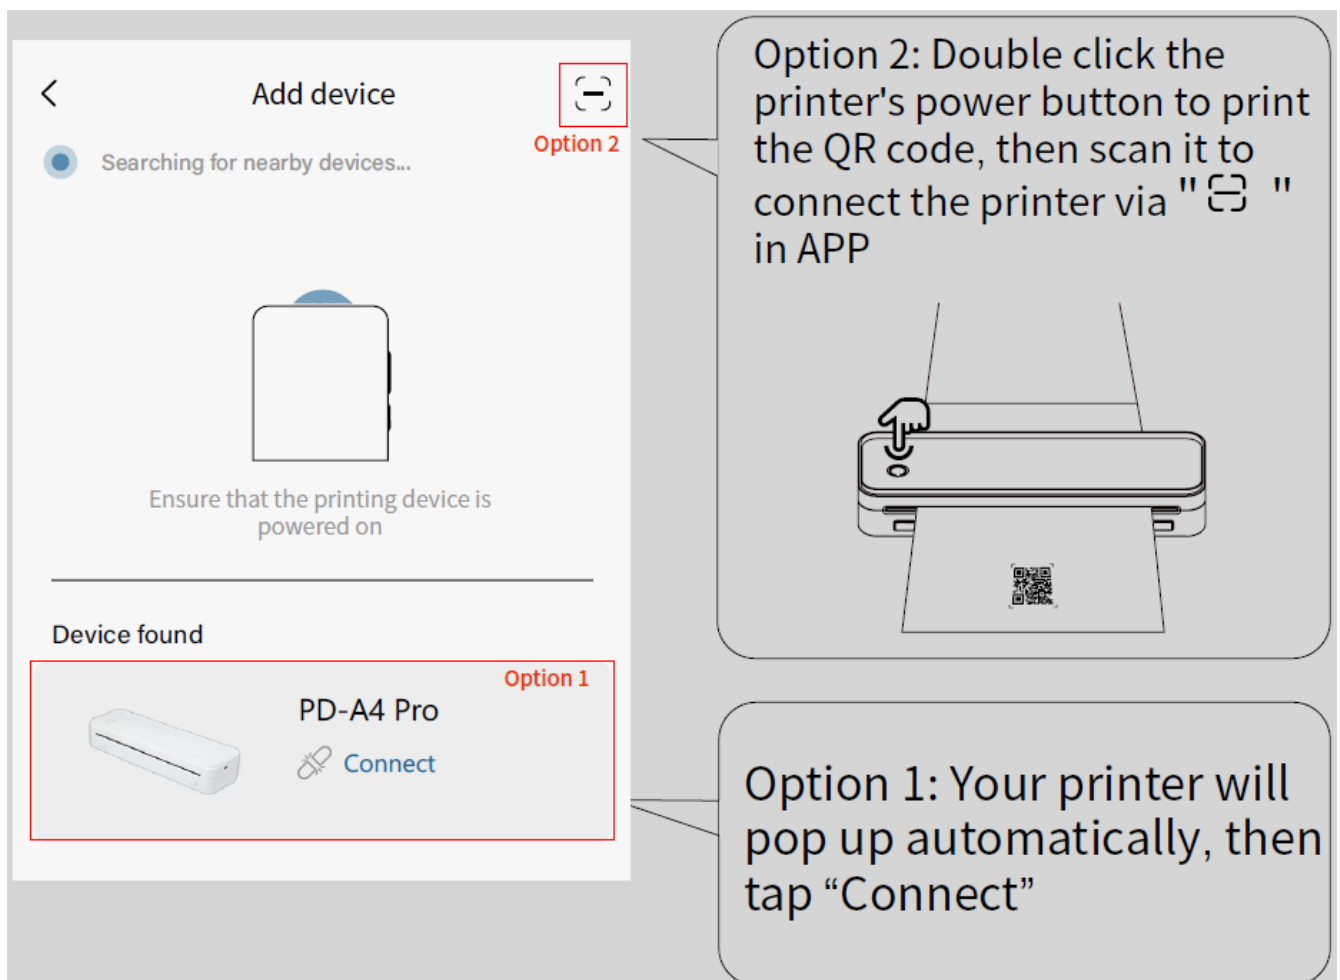 Add device
Option 2
Searching for nearby devices...
Ensure that the printing device is
powered on
Device found
Option 1
PD-A4 Pro
Connect
Option 2: Double click the
printer's power button to print
the QR code, then scan it to
connect the printer via " "
in APP
Option 1: Your printer will
pop up automatically, then
tap “Connect”